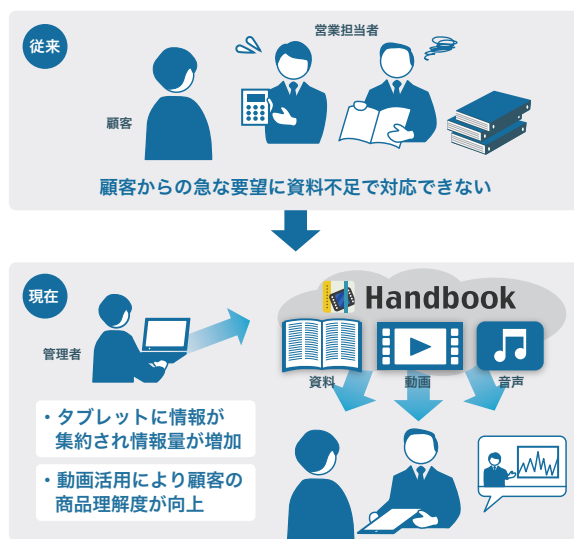 従来
営業担当者
顧客
顧客からの急な要望に資料不足で対応できない
現在
Handbook
管理者
資料
動画
音声
・タブレットに情報が
集約され情報量が増加
・動画活用により顧客の
商品理解度が向上